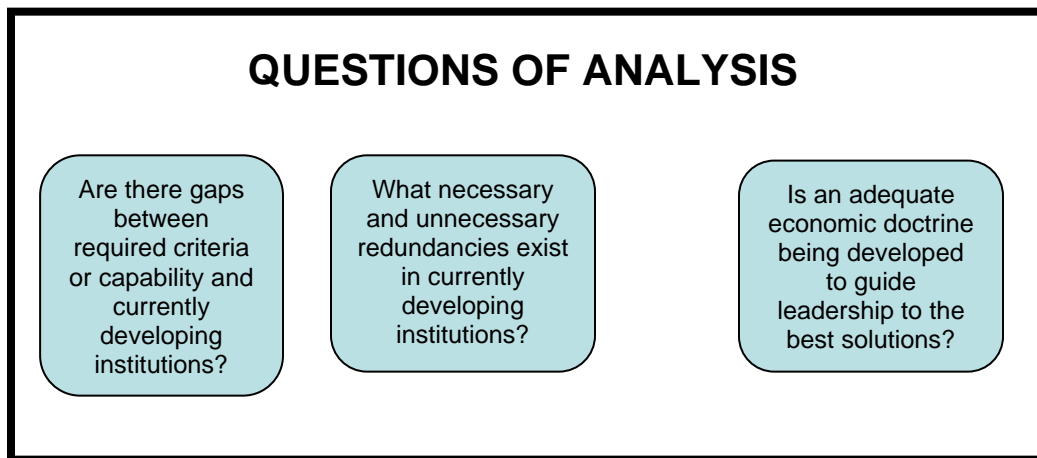 QUESTIONS OF ANALYSIS
Are there gaps
between
required criteria
or capability and
currently
developing
institutions?
What necessary
and unnecessary
redundancies exist
in currently
developing
institutions?
Is an adequate
economic doctrine
being developed
to guide
leadership to the
best solutions?